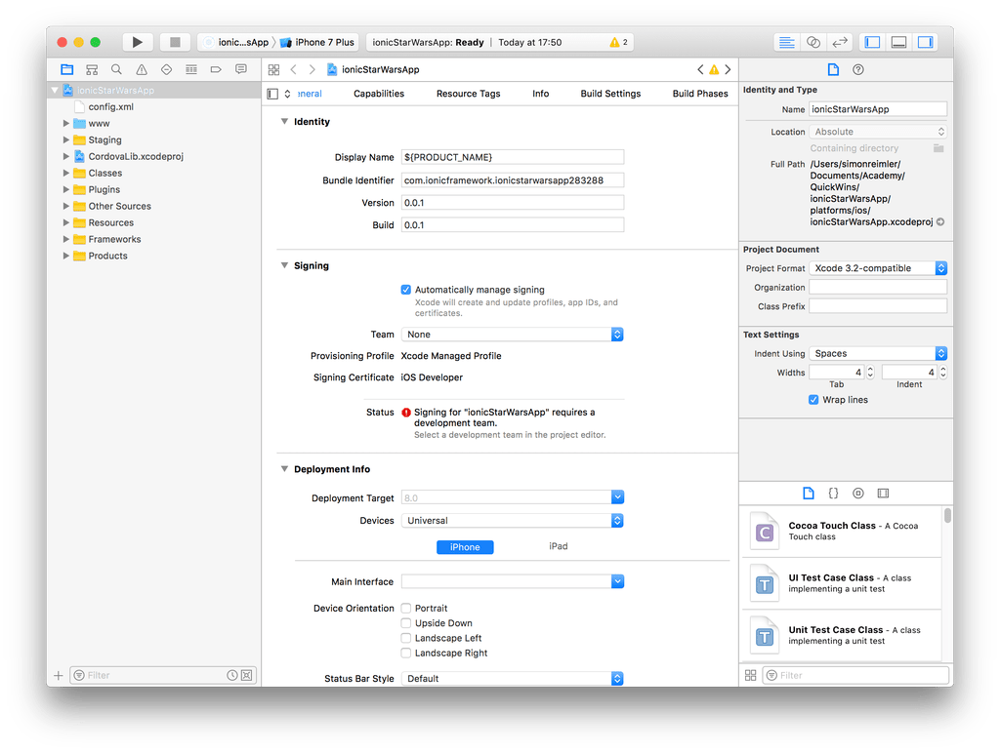 ionic...sApp 〉 iPhone 7 Plus
ionicStarWarsApp: Ready | Today at 17:50
2
ionicStarWarsApp
config.xml
www
Staging
CordovaLib.xcodeproj
Classes
Plugins
Other Sources
Resources
Frameworks
Products
Filter
ionicStarWarsApp
neral
Capabilities
Resource Tags
Info
Build Settings
Build Phases
Identity
Display Name ${PRODUCT_NAME}
Bundle Identifier com.ionicframework.ionicstarwarsapp283288
Version 0.0.1
Build 0.0.1
Signing
Automatically manage signing
Xcode will create and update profiles, app IDs, and
certificates.
Team None
Provisioning Profile Xcode Managed Profile
Signing Certificate iOS Developer
Status Signing for "ionicStarWarsApp" requires a
development team.
Select a development team in the project editor.
Deployment Info
Deployment Target 8.0
Devices Universal
iPhone iPad
Main Interface
Device Orientation Portrait
Upside Down
Landscape Left
Landscape Right
Status Bar Style Default
Identity and Type
Name ionicStarWarsApp
Location Absolute
Containing directory
Full Path /Users/simonreimler/
Documents/Academy/
QuickWins/
ionicStarWarsApp/
platforms/ios/
ionicStarWarsApp.xcodeproj
Project Document
Project Format Xcode 3.2-compatible
Organization
Class Prefix
Text Settings
Indent Using Spaces
Widths 4 4
Tab Indent
Wrap lines
{}
C Cocoa Touch Class - A Cocoa
Touch class
T UI Test Case Class - A class
implementing a unit test
T Unit Test Case Class - A class
implementing a unit test
Filter